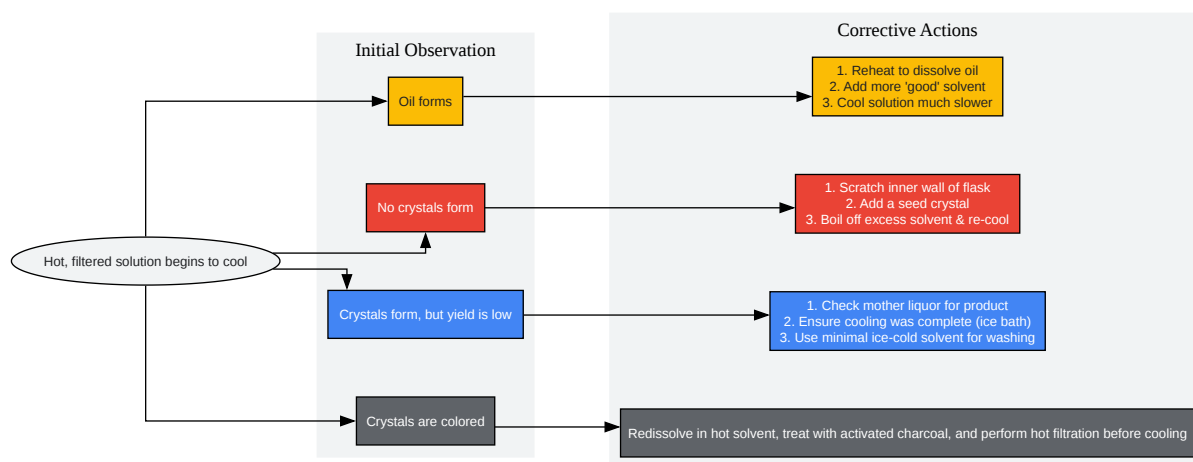 Corrective Actions
Initial Observation
Oil forms
1. Reheat to dissolve oil
2. Add more 'good' solvent
3. Cool solution much slower
No crystals form
1. Scratch inner wall of flask
2. Add a seed crystal
3. Boil off excess solvent & re-cool
Hot, filtered solution begins to cool
Crystals form, but yield is low
1. Check mother liquor for product
2. Ensure cooling was complete (ice bath)
3. Use minimal ice-cold solvent for washing
Crystals are colored
Redissolve in hot solvent, treat with activated charcoal, and perform hot filtration before cooling